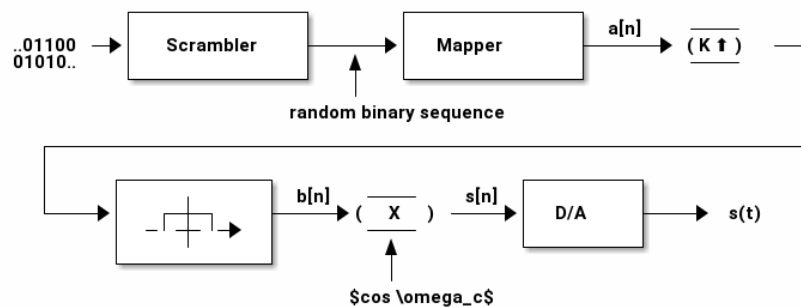 ..01100
01010..
Scrambler
Mapper
a[n]
( K ⬆ )
random binary sequence
b[n]
( X )
s[n]
D/A
s(t)
$cos \omega_c$